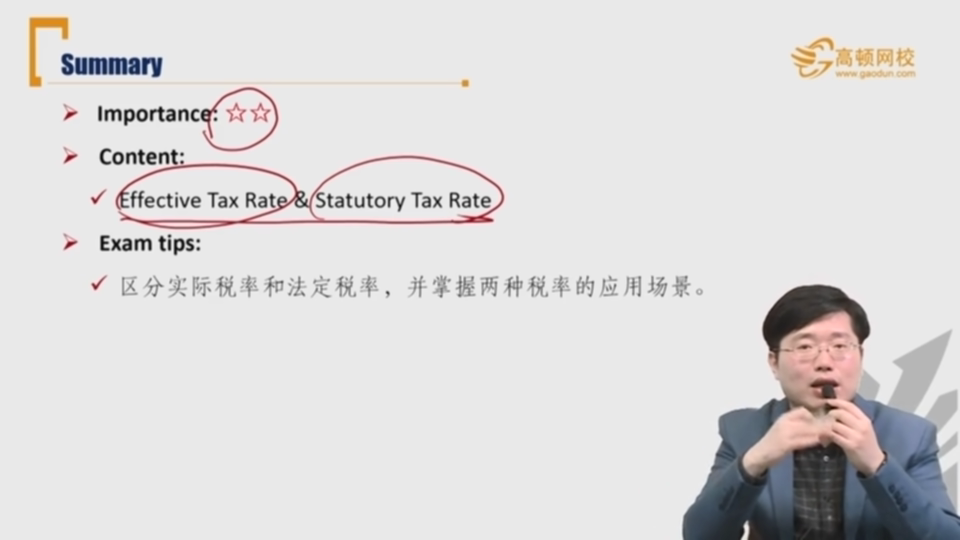 Summary
高顿网校
www.gaodun.com
Importance: ☆☆
Content:
Effective Tax Rate & Statutory Tax Rate
Exam tips:
区分实际税率和法定税率，并掌握两种税率的应用场景。